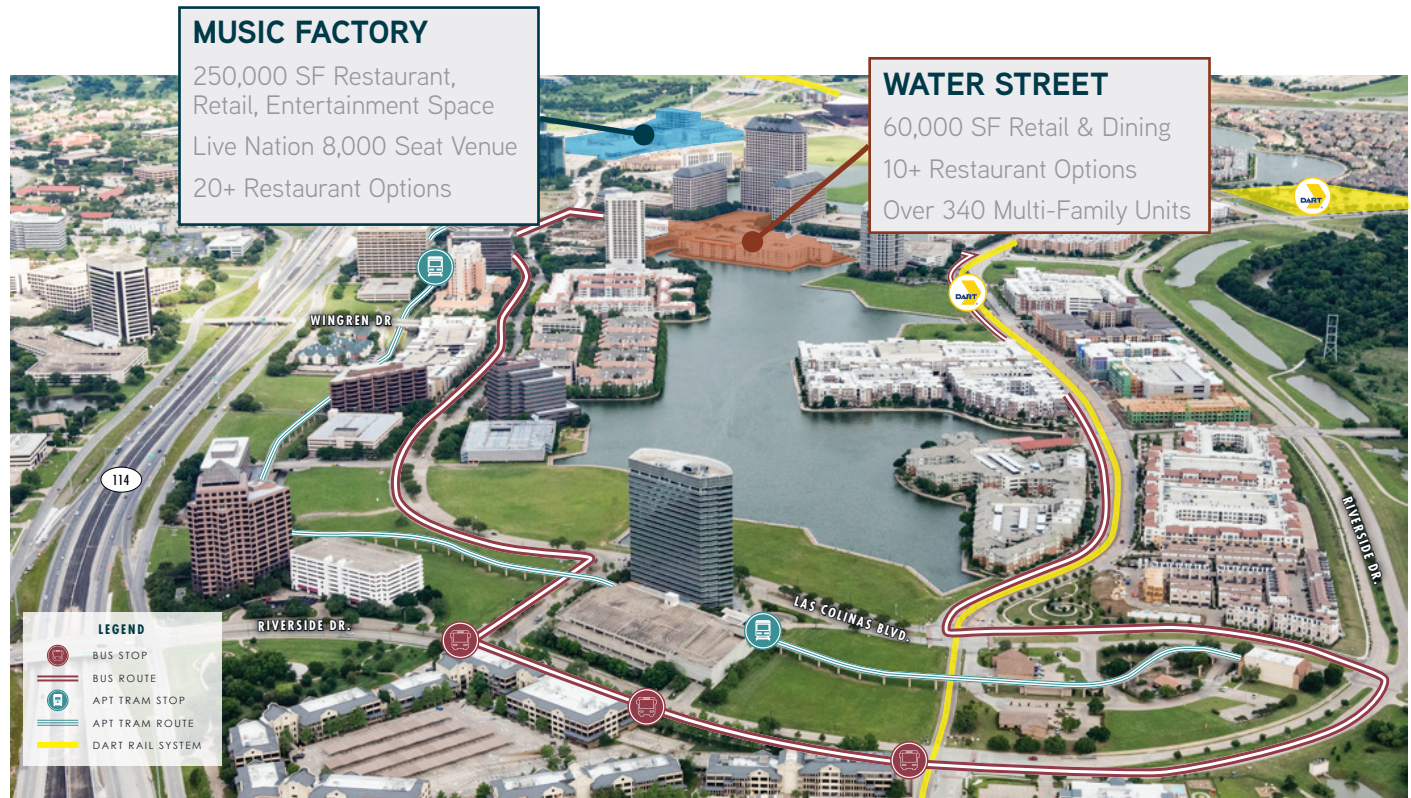 MUSIC FACTORY
250,000 SF Restaurant,
Retail, Entertainment Space
Live Nation 8,000 Seat Venue
20+ Restaurant Options
WATER STREET
60,000 SF Retail & Dining
10+ Restaurant Options
Over 340 Multi-Family Units
DART
DART
WINGREN DR
114
RIVERSIDE DR.
LAS COLINAS BLVD.
RIVERSIDE DR.
LEGEND
BUS STOP
BUS ROUTE
APT TRAM STOP
APT TRAM ROUTE
DART RAIL SYSTEM